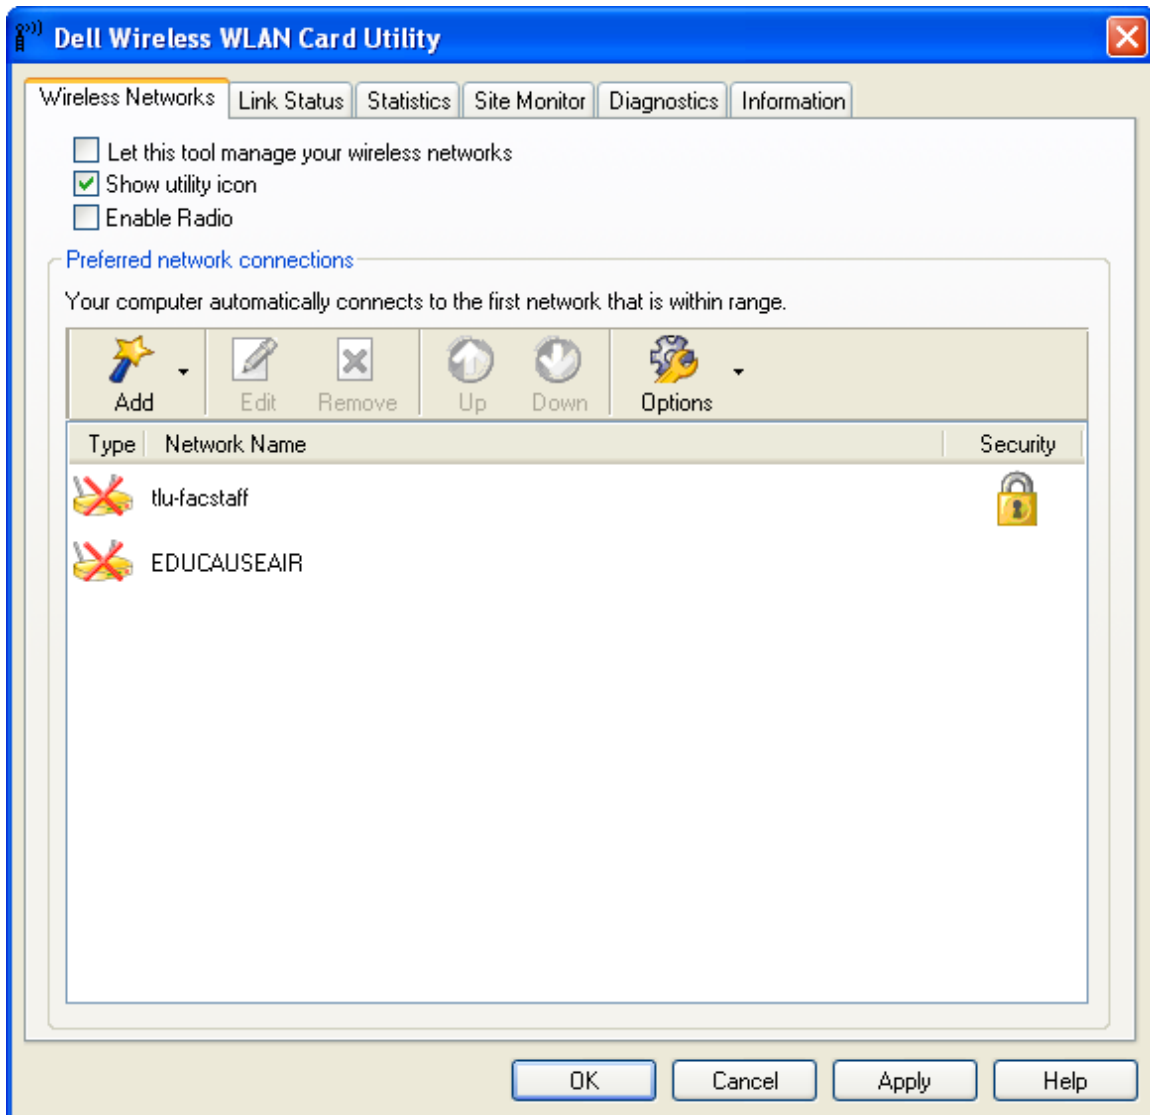 Dell Wireless WLAN Card Utility
Wireless Networks Link Status Statistics Site Monitor Diagnostics Information
Let this tool manage your wireless networks
Show utility icon
Enable Radio
Preferred network connections
Your computer automatically connects to the first network that is within range.
Add Edit Remove Up Down Options
Type Network Name Security
tlu-facstaff
EDUCAUSEAIR
OK Cancel Apply Help